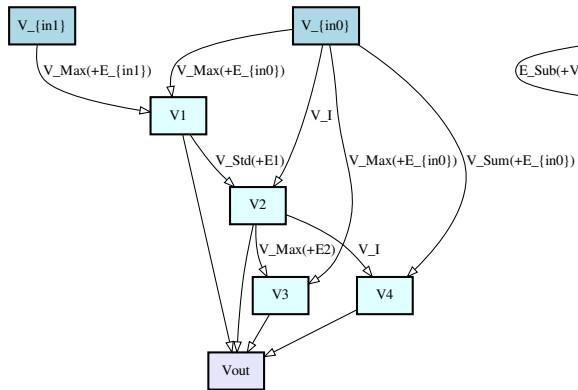 V_{in1}
V_{in0}
V_Max(+E_{in1})
V_Max(+E_{in0})
E_Sub(+V
V1
V_I
V_Std(+E1)
V_Max(+E_{in0})
V_Sum(+E_{in0})
V2
V_Max(+E2)
V_I
V3
V4
Vout